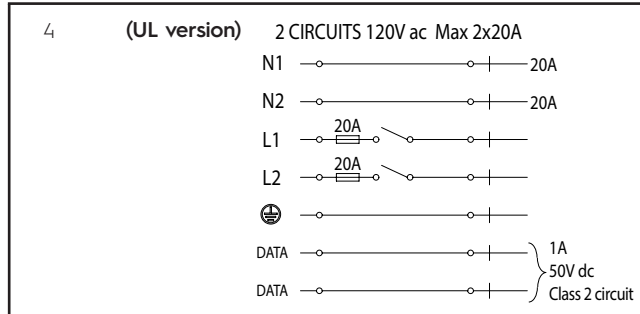 4 (UL version) 2 CIRCUITS 120V ac Max 2x20A
N1 20A
N2 20A
20A
L1
20A
L2
DATA 1A
50V dc
DATA Class 2 circuit